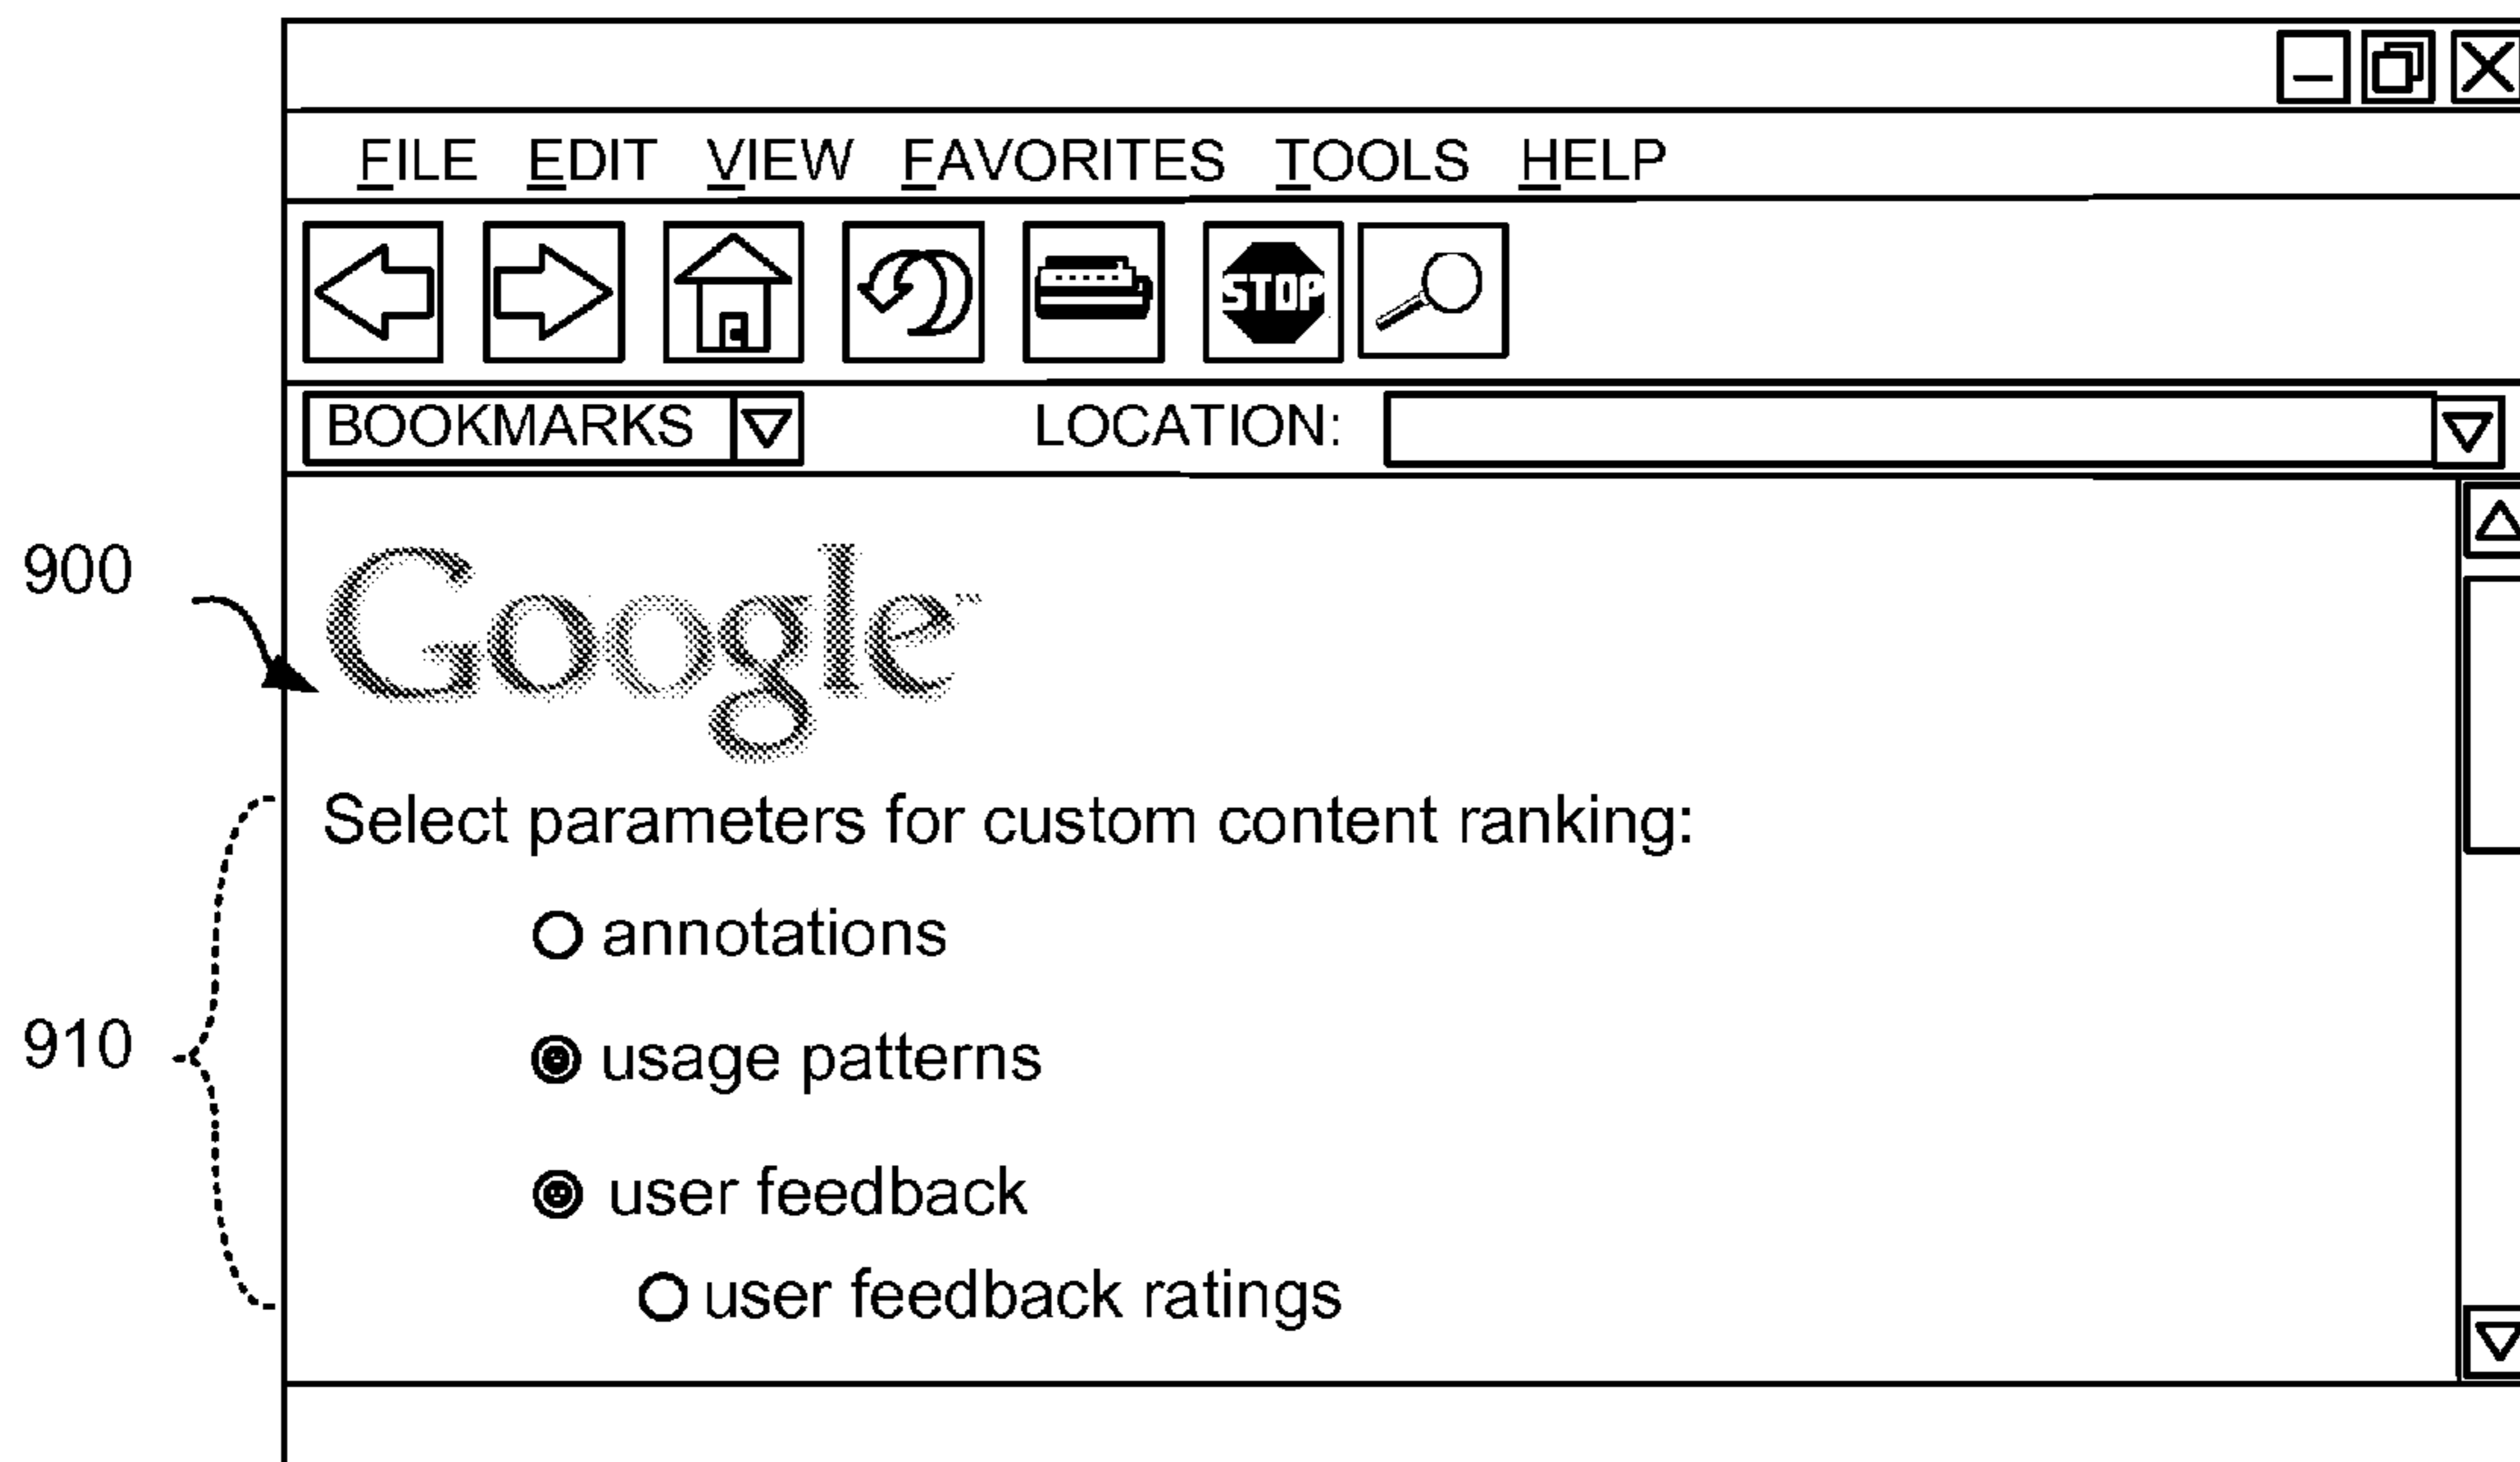 FILE EDIT VIEW FAVORITES TOOLS HELP
STOP
BOOKMARKS LOCATION:
900
Google™
Select parameters for custom content ranking:
annotations
910
usage patterns
user feedback
user feedback ratings